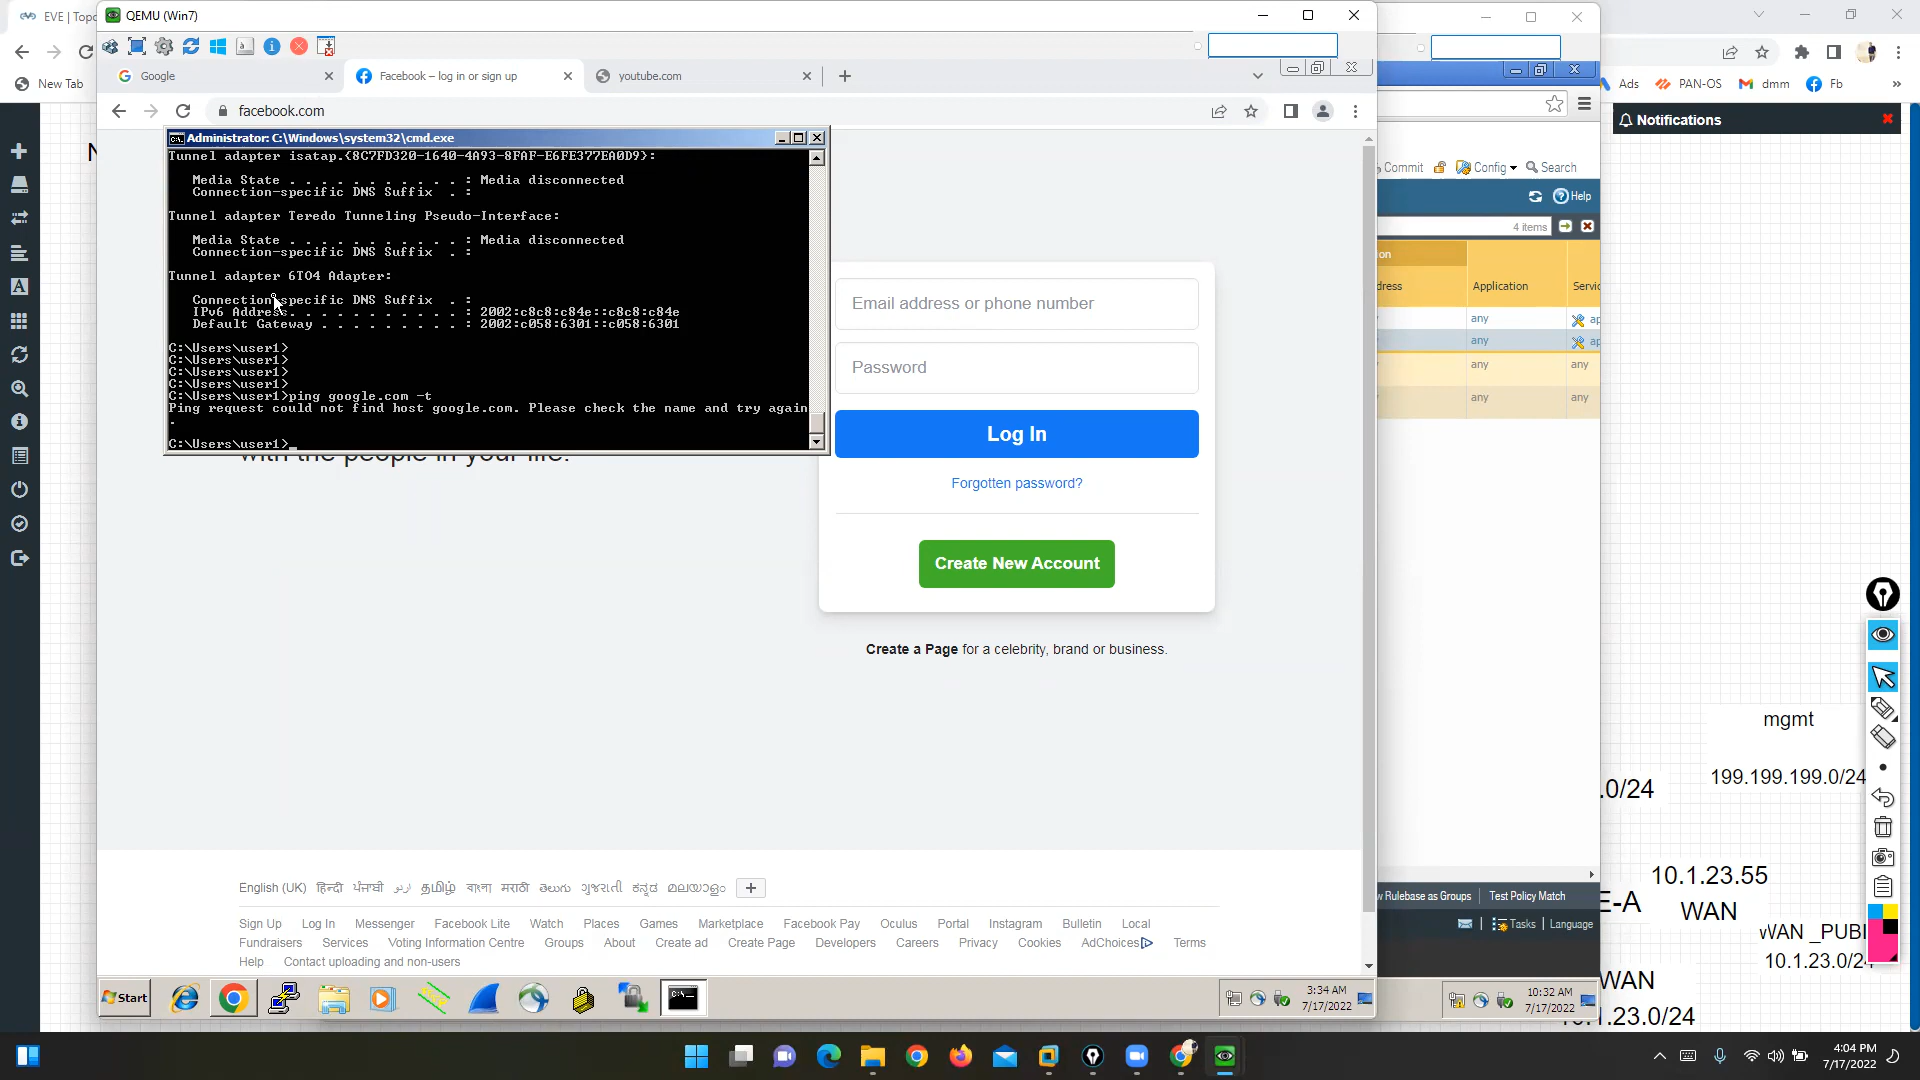 EVE | Topo
QEMU (Win7)
Google
Facebook – log in or sign up
youtube.com
New Tab
facebook.com
Ads
PAN-OS
dmm
Fb
»
Notifications
Administrator: C:\Windows\system32\cmd.exe
Tunnel adapter isatap.{8C7FD320-1640-4A93-8FAF-E6FE377EA0D9}:
Media State . . . . . . . . . . . : Media disconnected
Connection-specific DNS Suffix  . :
Tunnel adapter Teredo Tunneling Pseudo-Interface:
Media State . . . . . . . . . . . : Media disconnected
Connection-specific DNS Suffix  . :
Tunnel adapter 6TO4 Adapter:
Connection-specific DNS Suffix  . :
IPv6 Address. . . . . . . . . . . : 2002:c8c8:c84e::c8c8:c84e
Default Gateway . . . . . . . . . : 2002:c058:6301::c058:6301
C:\Users\user1>
C:\Users\user1>
C:\Users\user1>
C:\Users\user1>
C:\Users\user1>ping google.com -t
Ping request could not find host google.com. Please check the name and try again
.
C:\Users\user1>_
Commit
Config
Search
Help
4 items
Application
any
any
any
any
any
any
any
Email address or phone number
Password
Log In
Forgotten password?
Create New Account
Create a Page for a celebrity, brand or business.
with the people in your life.
English (UK) हिन्दी ਪੰਜਾਬੀ اردو தமிழ் বাংলা मराठी తెలుగు ગુજરાતી ಕನ್ನಡ മലയാളം +
Sign Up Log In Messenger Facebook Lite Watch Places Games Marketplace Facebook Pay Oculus Portal Instagram Bulletin Local
Fundraisers Services Voting Information Centre Groups About Create ad Create Page Developers Careers Privacy Cookies AdChoices Terms
Help Contact uploading and non-users
Rulebase as Groups
Test Policy Match
Tasks
Language
mgmt
199.199.199.0/24
.0/24
10.1.23.55
E-A
WAN
WAN _PUBI
10.1.23.0/24
WAN
.23.0/24
Start
3:34 AM
7/17/2022
10:32 AM
7/17/2022
4:04 PM
7/17/2022